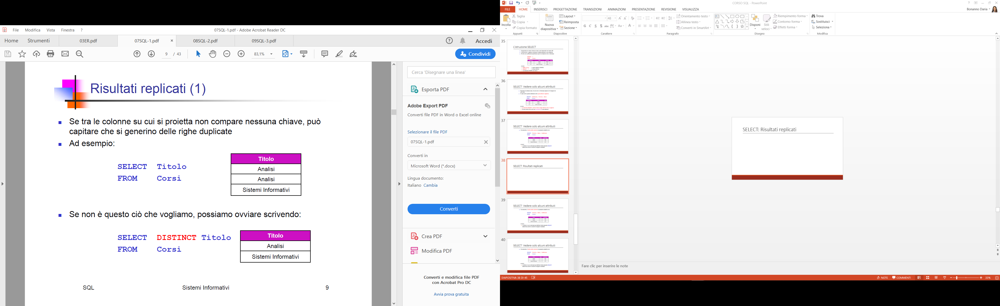 File Modifica Vista Finestra ?
07SQL-1.pdf - Adobe Acrobat Reader DC
Home Strumenti 03ER.pdf 07SQL-1.pdf 08SQL-2.pdf 09SQL-3.pdf Accedi
9 / 43 83,1% Condividi
Risultati replicati (1)
Se tra le colonne su cui si proietta non compare nessuna chiave, può
capitare che si generino delle righe duplicate
Ad esempio:
SELECT Titolo
FROM Corsi
Titolo
Analisi
Analisi
Sistemi Informativi
Se non è questo ciò che vogliamo, possiamo ovviare scrivendo:
SELECT DISTINCT Titolo
FROM Corsi
Titolo
Analisi
Sistemi Informativi
SQL Sistemi Informativi 9
Cerca 'Disegnare una linea'
Esporta PDF
Adobe Export PDF
Converti file PDF in Word o Excel online
Selezionare il file PDF
07SQL-1.pdf
Converti in
Microsoft Word (*.docx)
Lingua documento:
Italiano Cambia
Converti
Crea PDF
Modifica PDF
Converti e modifica file PDF
con Acrobat Pro DC
Avvia prova gratuita
CORSO SQL - PowerPoint
FILE HOME INSERISCI PROGETTAZIONE TRANSIZIONI ANIMAZIONI PRESENTAZIONE REVISIONE VISUALIZZA
Bonanno Daria
Incolla
Taglia
Copia
Copia formato
Appunti
Nuova
diapositiva
Layout
Reimposta
Sezione
Diapositive
48
Carattere
Orientamento testo
Allinea testo
Converti in SmartArt
Paragrafo
Disponi
Stili
veloci
Riempimento forma
Contorno forma
Effetti forma
Disegno
Trova
Sostituisci
Seleziona
Modifica
35
L'istruzione SELECT
36
SELECT: Vedere solo alcuni attributi
37
SELECT: Vedere solo alcuni attributi
38
SELECT: Risultati replicati
39
SELECT: Vedere solo alcuni attributi
40
SELECT: Vedere solo alcuni attributi
SELECT: Risultati replicati
Fare clic per inserire le note
DIAPOSITIVA 38 DI 45
NOTE COMMENTI 33%